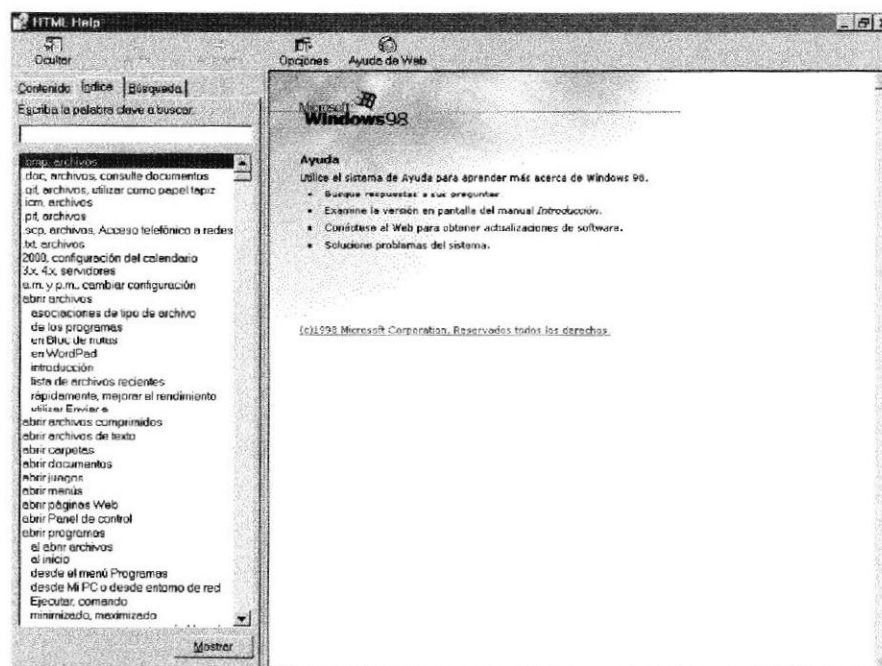 HTML Help
Ocultar
Opciones Ayuda de Web
Contenido Índice Búsqueda
Escriba la palabra clave a buscar:
.bmp, archivos
.doc, archivos, consulte documentos
.gif, archivos, utilizar como papel tapiz
.icm, archivos
.pif, archivos
.scp, archivos, Acceso telefónico a redes
.txt, archivos
2000, configuración del calendario
3.x, 4.x, servidores
a.m. y p.m., cambiar configuración
abrir archivos
asociaciones de tipo de archivo
de los programas
en Bloc de notas
en WordPad
introducción
lista de archivos recientes
rápidamente, mejorar el rendimiento
utilizar Enviar a
abrir archivos comprimidos
abrir archivos de texto
abrir carpetas
abrir documentos
abrir juegos
abrir menús
abrir páginas Web
abrir Panel de control
abrir programas
al abrir archivos
al inicio
desde el menú Programas
desde Mi PC o desde entorno de red
Ejecutar, comando
minimizado, maximizado
Mostrar
Microsoft
Windows98
Ayuda
Utilice el sistema de Ayuda para aprender más acerca de Windows 98.
• Busque respuestas a sus preguntar
• Examine la versión en pantalla del manual Introducción.
• Conéctese al Web para obtener actualizaciones de software.
• Solucione problemas del sistema.
(c)1998 Microsoft Corporation. Reservados todos los derechos.